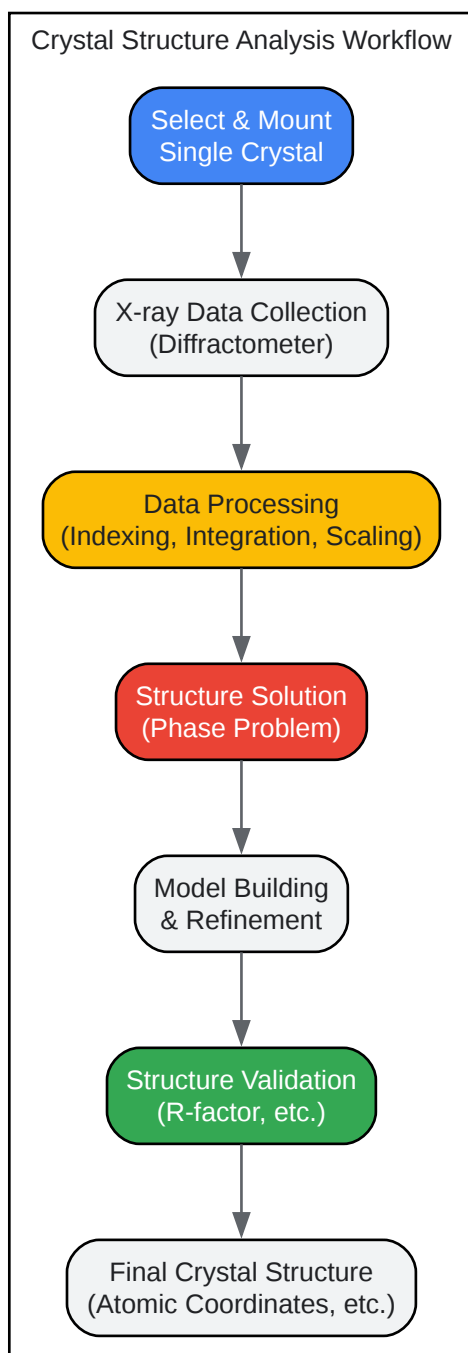 Crystal Structure Analysis Workflow
Select & Mount
Single Crystal
X-ray Data Collection
(Diffractometer)
Data Processing
(Indexing, Integration, Scaling)
Structure Solution
(Phase Problem)
Model Building
& Refinement
Structure Validation
(R-factor, etc.)
Final Crystal Structure
(Atomic Coordinates, etc.)